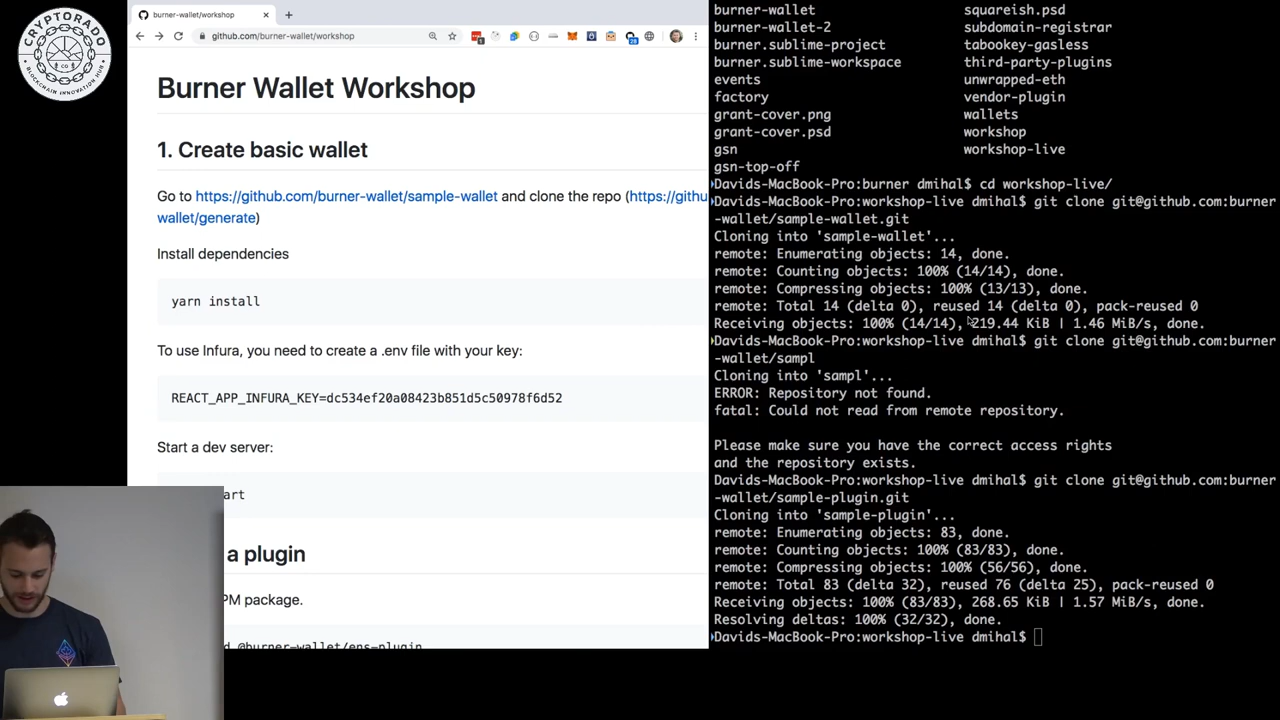 CRYPTORADO
CO
BLOCKCHAIN INNOVATION HUB
burner-wallet/workshop
github.com/burner-wallet/workshop
1
28
Burner Wallet Workshop
1. Create basic wallet
Go to https://github.com/burner-wallet/sample-wallet and clone the repo (https://githu
wallet/generate)
Install dependencies
yarn install
To use Infura, you need to create a .env file with your key:
REACT_APP_INFURA_KEY=dc534ef20a08423b851d5c50978f6d52
Start a dev server:
art
a plugin
PM package.
d @burner-wallet/ens-plugin
burner-wallet squareish.psd
burner-wallet-2 subdomain-registrar
burner.sublime-project tabookey-gasless
burner.sublime-workspace third-party-plugins
events unwrapped-eth
factory vendor-plugin
grant-cover.png wallets
grant-cover.psd workshop
gsn workshop-live
gsn-top-off
Davids-MacBook-Pro:burner dmihal$ cd workshop-live/
Davids-MacBook-Pro:workshop-live dmihal$ git clone git@github.com:burner
-wallet/sample-wallet.git
Cloning into 'sample-wallet'...
remote: Enumerating objects: 14, done.
remote: Counting objects: 100% (14/14), done.
remote: Compressing objects: 100% (13/13), done.
remote: Total 14 (delta 0), reused 14 (delta 0), pack-reused 0
Receiving objects: 100% (14/14), 219.44 KiB | 1.46 MiB/s, done.
Davids-MacBook-Pro:workshop-live dmihal$ git clone git@github.com:burner
-wallet/sampl
Cloning into 'sampl'...
ERROR: Repository not found.
fatal: Could not read from remote repository.
Please make sure you have the correct access rights
and the repository exists.
Davids-MacBook-Pro:workshop-live dmihal$ git clone git@github.com:burner
-wallet/sample-plugin.git
Cloning into 'sample-plugin'...
remote: Enumerating objects: 83, done.
remote: Counting objects: 100% (83/83), done.
remote: Compressing objects: 100% (56/56), done.
remote: Total 83 (delta 32), reused 76 (delta 25), pack-reused 0
Receiving objects: 100% (83/83), 268.65 KiB | 1.57 MiB/s, done.
Resolving deltas: 100% (32/32), done.
Davids-MacBook-Pro:workshop-live dmihal$